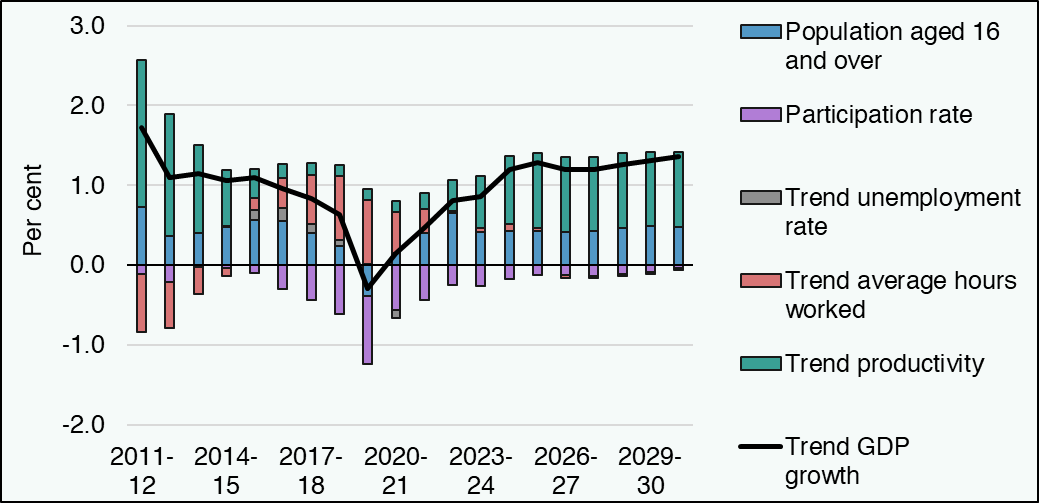 3.0
2.0
1.0
0.0
-1.0
-2.0
Per cent
2011-
12
2014-
15
2017-
18
2020-
21
2023-
24
2026-
27
2029-
30
Population aged 16
and over
Participation rate
Trend unemployment
rate
Trend average hours
worked
Trend productivity
Trend GDP
growth